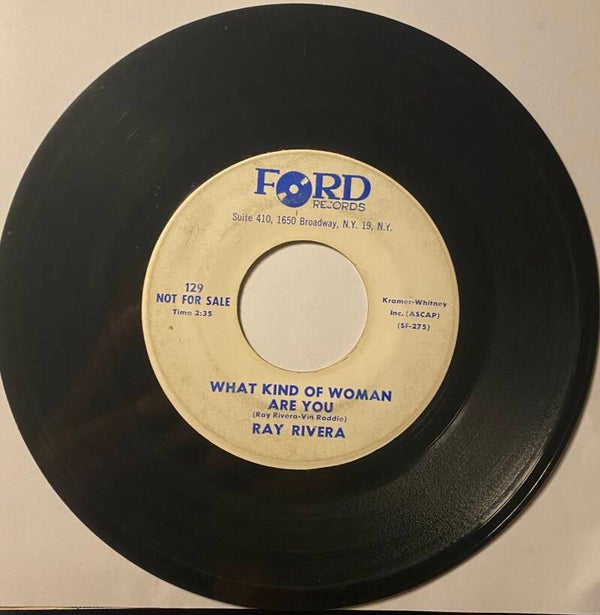 FORD
RECORDS
Suite 410, 1650 Broadway, N.Y. 19, N.Y.
129
NOT FOR SALE
Time 2:35
Kramer-Whitney
Inc. (ASCAP)
(SF-275)
WHAT KIND OF WOMAN
ARE YOU
(Ray Rivera-Vin Roddie)
RAY RIVERA